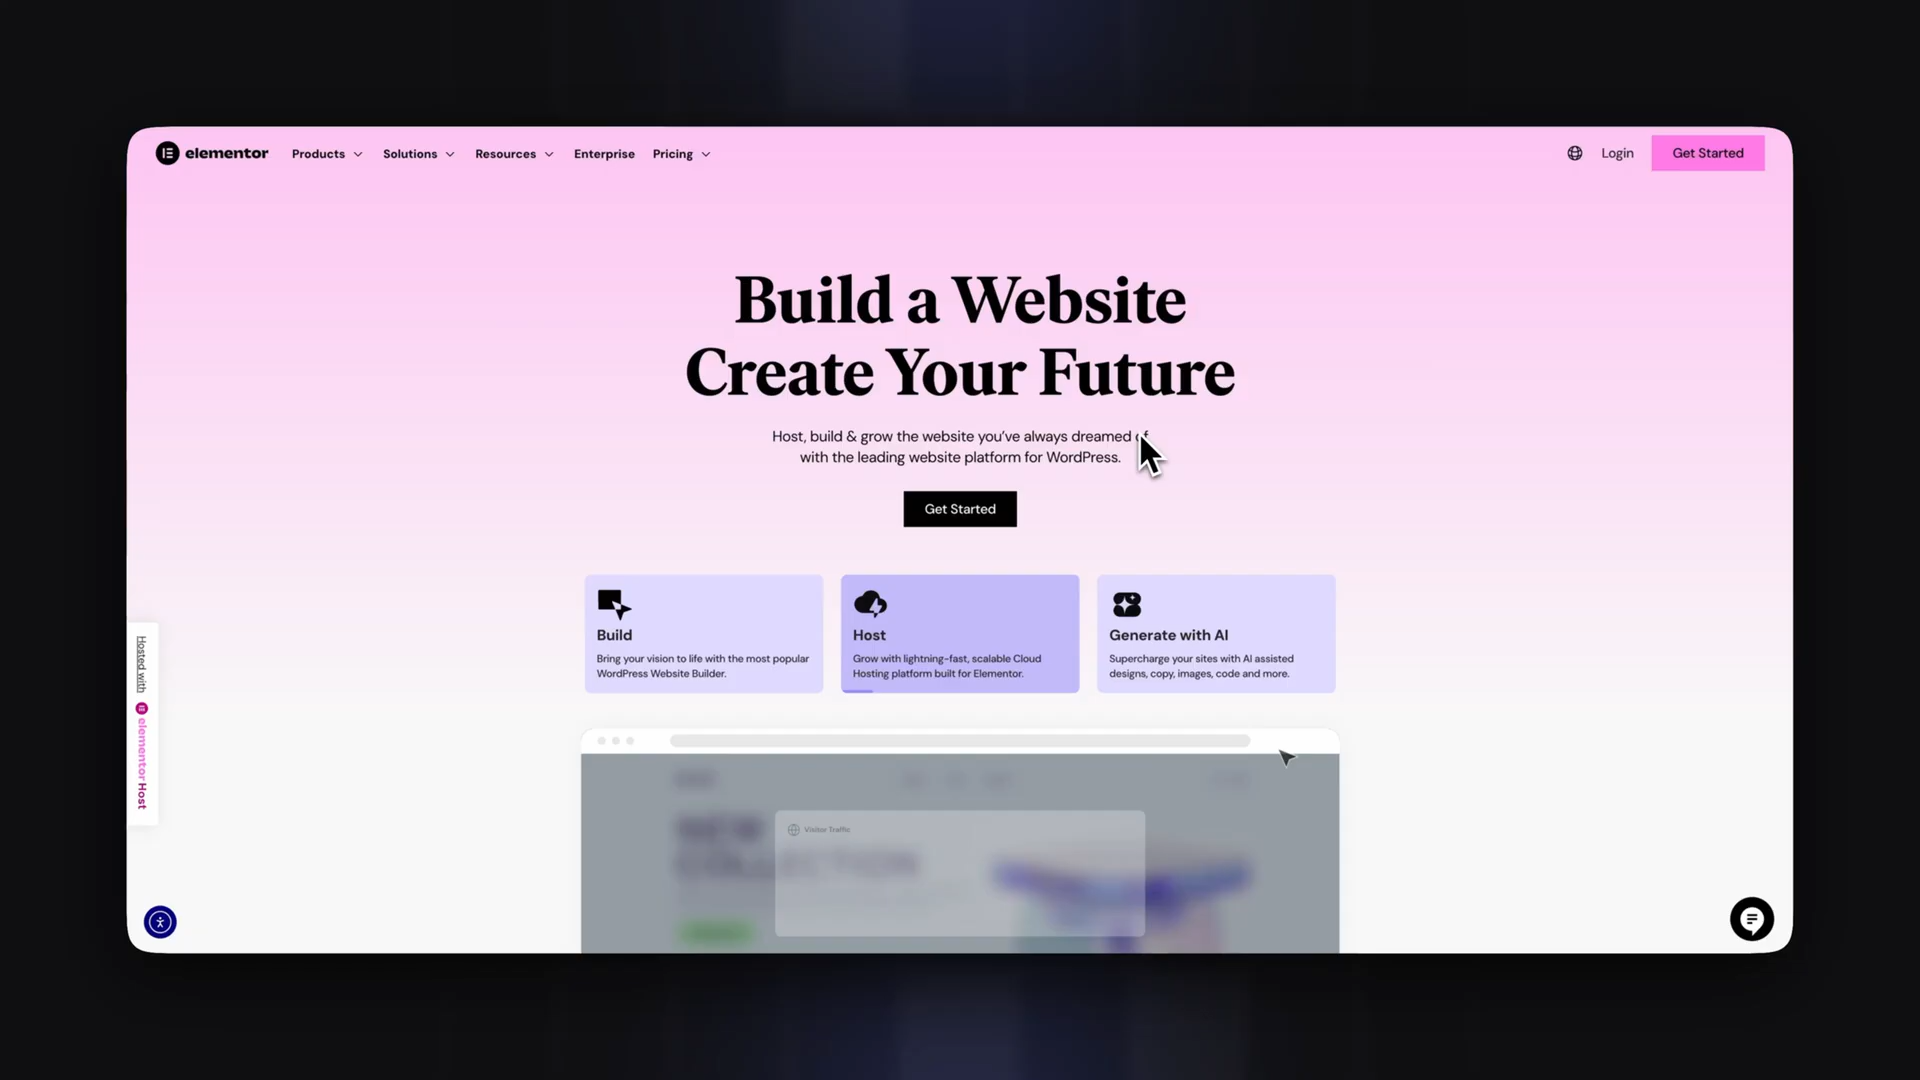 elementor
Products
Solutions
Resources
Enterprise
Pricing
Login
Get Started
Build a Website
Create Your Future
Host, build & grow the website you've always dreamed of
with the leading website platform for WordPress.
Get Started
Build
Bring your vision to life with the most popular
WordPress Website Builder.
Host
Grow with lightning-fast, scalable Cloud
Hosting platform built for Elementor.
Generate with AI
Supercharge your sites with AI assisted
designs, copy, images, code and more.
Hosted with
elementor Host
Visitor Traffic
NEW
COLLECTION